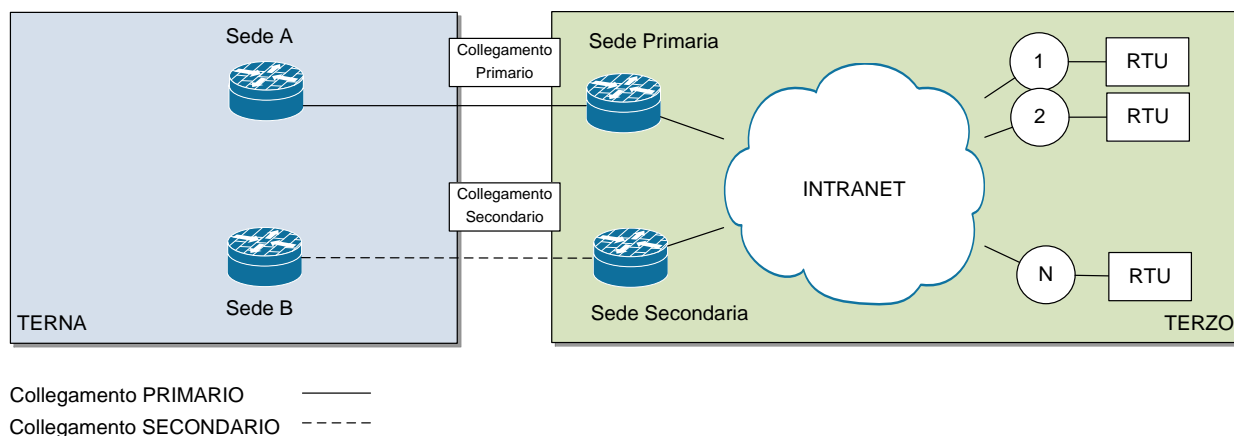 Sede A
Collegamento
Primario
Sede Primaria
1
RTU
2
RTU
Collegamento
Secondario
INTRANET
N
RTU
Sede B
Sede Secondaria
TERNA
TERZO
Collegamento PRIMARIO
Collegamento SECONDARIO